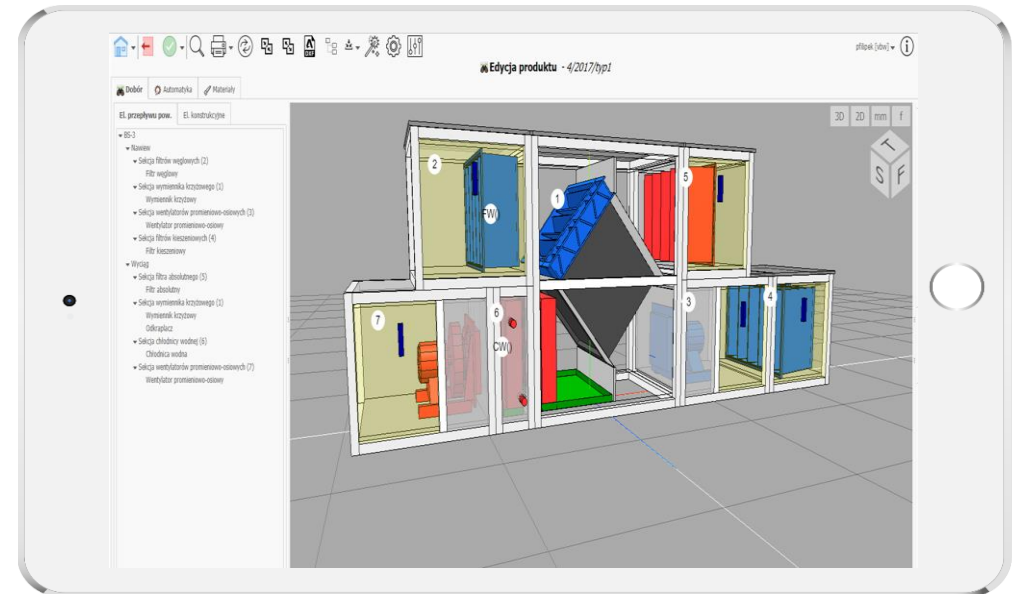 DXF
pfilipek [vbw]
i
Edycja produktu - 4/2017/typ1
Dobór Automatyka Materiały
El. przepływu pow. El. konstrukcyjne
BS-3
Nawiew
Sekcja filtrów węglowych (2)
Filtr węglowy
Sekcja wymiennika krzyżowego (1)
Wymiennik krzyżowy
Sekcja wentylatorów promieniowo-osiowych (3)
Wentylator promieniowo-osiowy
Sekcja filtrów kieszeniowych (4)
Filtr kieszeniowy
Wyciąg
Sekcja filtra absolutnego (5)
Filtr absolutny
Sekcja wymiennika krzyżowego (1)
Wymiennik krzyżowy
Odkraplacz
Sekcja chłodnicy wodnej (6)
Chłodnica wodna
Sekcja wentylatorów promieniowo-osiowych (7)
Wentylator promieniowo-osiowy
3D 2D mm f
T
S F
2
FW()
1
5
7
6
CW()
3
4